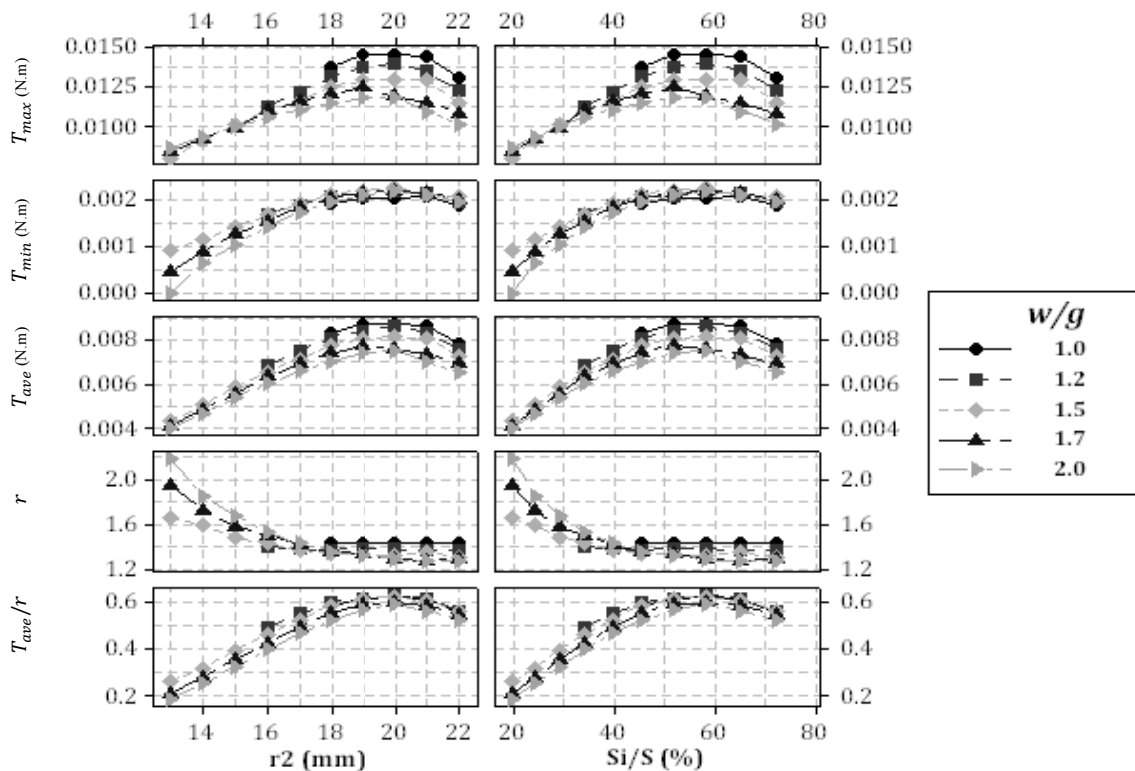 14 16 18 20 22 20 40 60 80
T_max (N.m) 0.0150 0.0125 0.0100 0.0150 0.0125 0.0100
T_min (N.m) 0.002 0.001 0.000 0.002 0.001 0.000
T_ave (N.m) 0.008 0.006 0.004 0.008 0.006 0.004
r 2.0 1.6 1.2 2.0 1.6 1.2
T_ave/r 0.6 0.4 0.2 0.6 0.4 0.2
14 16 18 20 22 20 40 60 80
r2 (mm) Si/S (%)
w/g
1.0
1.2
1.5
1.7
2.0